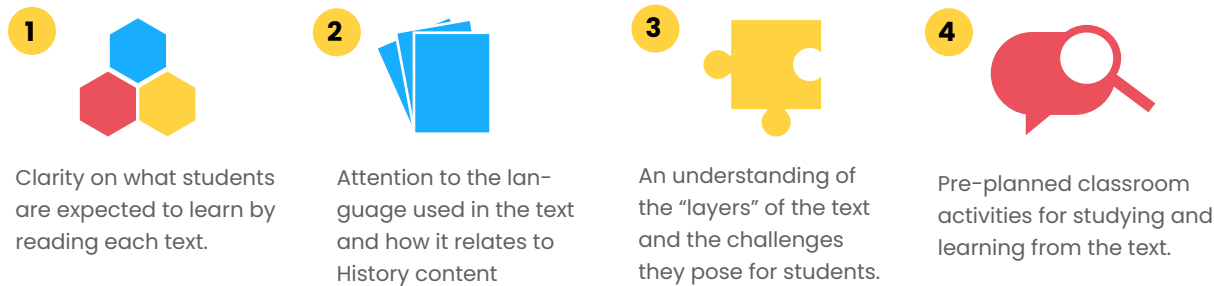 1
Clarity on what students
are expected to learn by
reading each text.
2
Attention to the lan-
guage used in the text
and how it relates to
History content
3
An understanding of
the “layers” of the text
and the challenges
they pose for students.
4
Pre-planned classroom
activities for studying and
learning from the text.